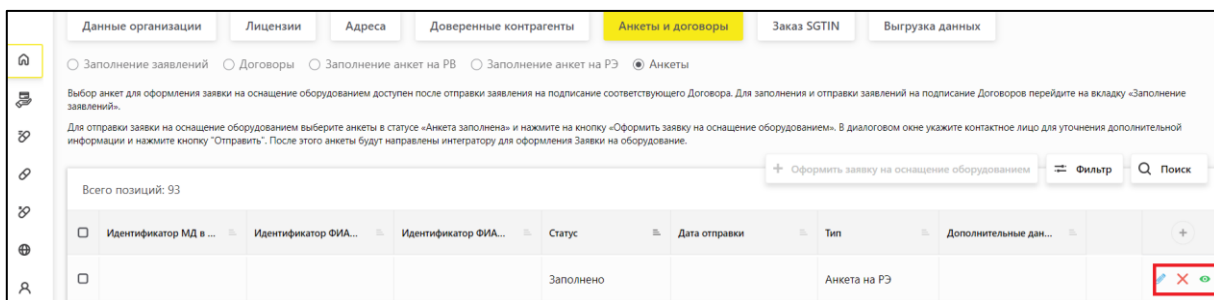 Данные организации Лицензии Адреса Доверенные контрагенты Анкеты и договоры Заказ SGTIN Выгрузка данных
Заполнение заявлений Договоры Заполнение анкет на РВ Заполнение анкет на РЭ Анкеты
Выбор анкет для оформления заявки на оснащение оборудованием доступен после отправки заявления на подписание соответствующего Договора. Для заполнения и отправки заявлений на подписание Договоров перейдите на вкладку «Заполнение
заявлений».
Для отправки заявки на оснащение оборудованием выберите анкеты в статусе «Анкета заполнена» и нажмите на кнопку «Оформить заявку на оснащение оборудованием». В диалоговом окне укажите контактное лицо для уточнения дополнительной
информации и нажмите кнопку "Отправить". После этого анкеты будут направлены интегратору для оформления Заявки на оборудование.
+ Оформить заявку на оснащение оборудованием Фильтр Поиск
Всего позиций: 93
Идентификатор МД в ... Идентификатор ФИА... Идентификатор ФИА... Статус Дата отправки Тип Дополнительные дан...
Заполнено Анкета на РЭ